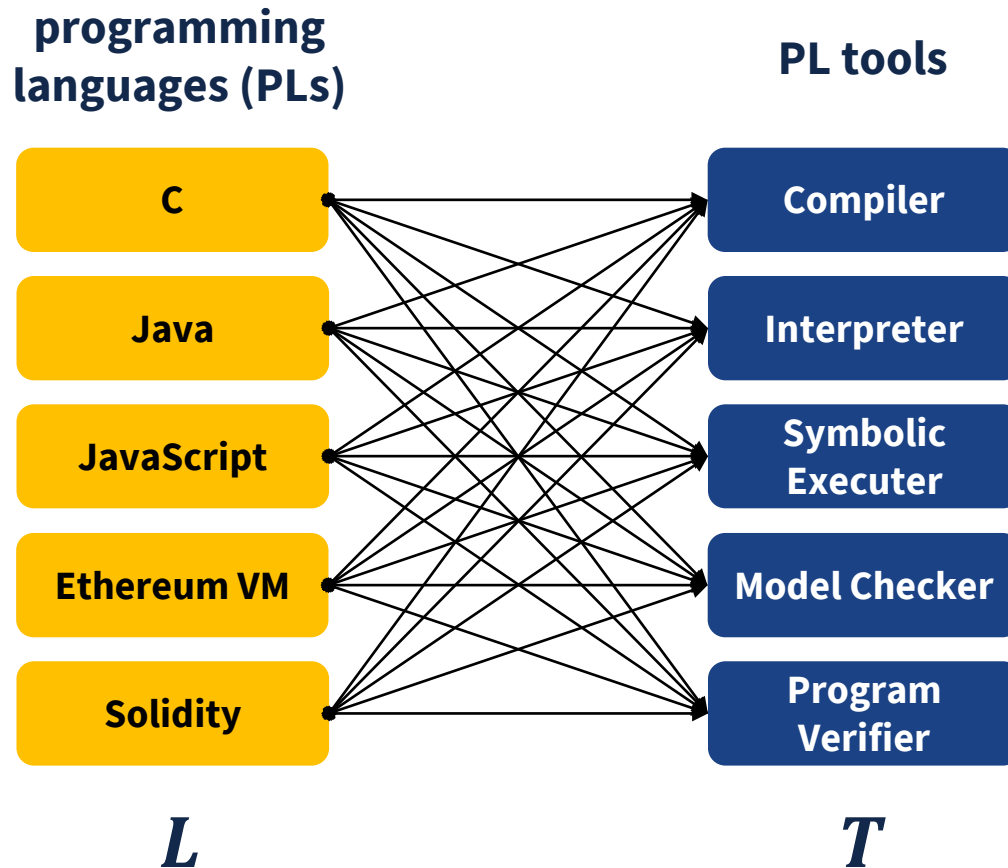 programming
languages (PLs)
PL tools
C
Compiler
Java
Interpreter
JavaScript
Symbolic
Executer
Ethereum VM
Model Checker
Solidity
Program
Verifier
L
T